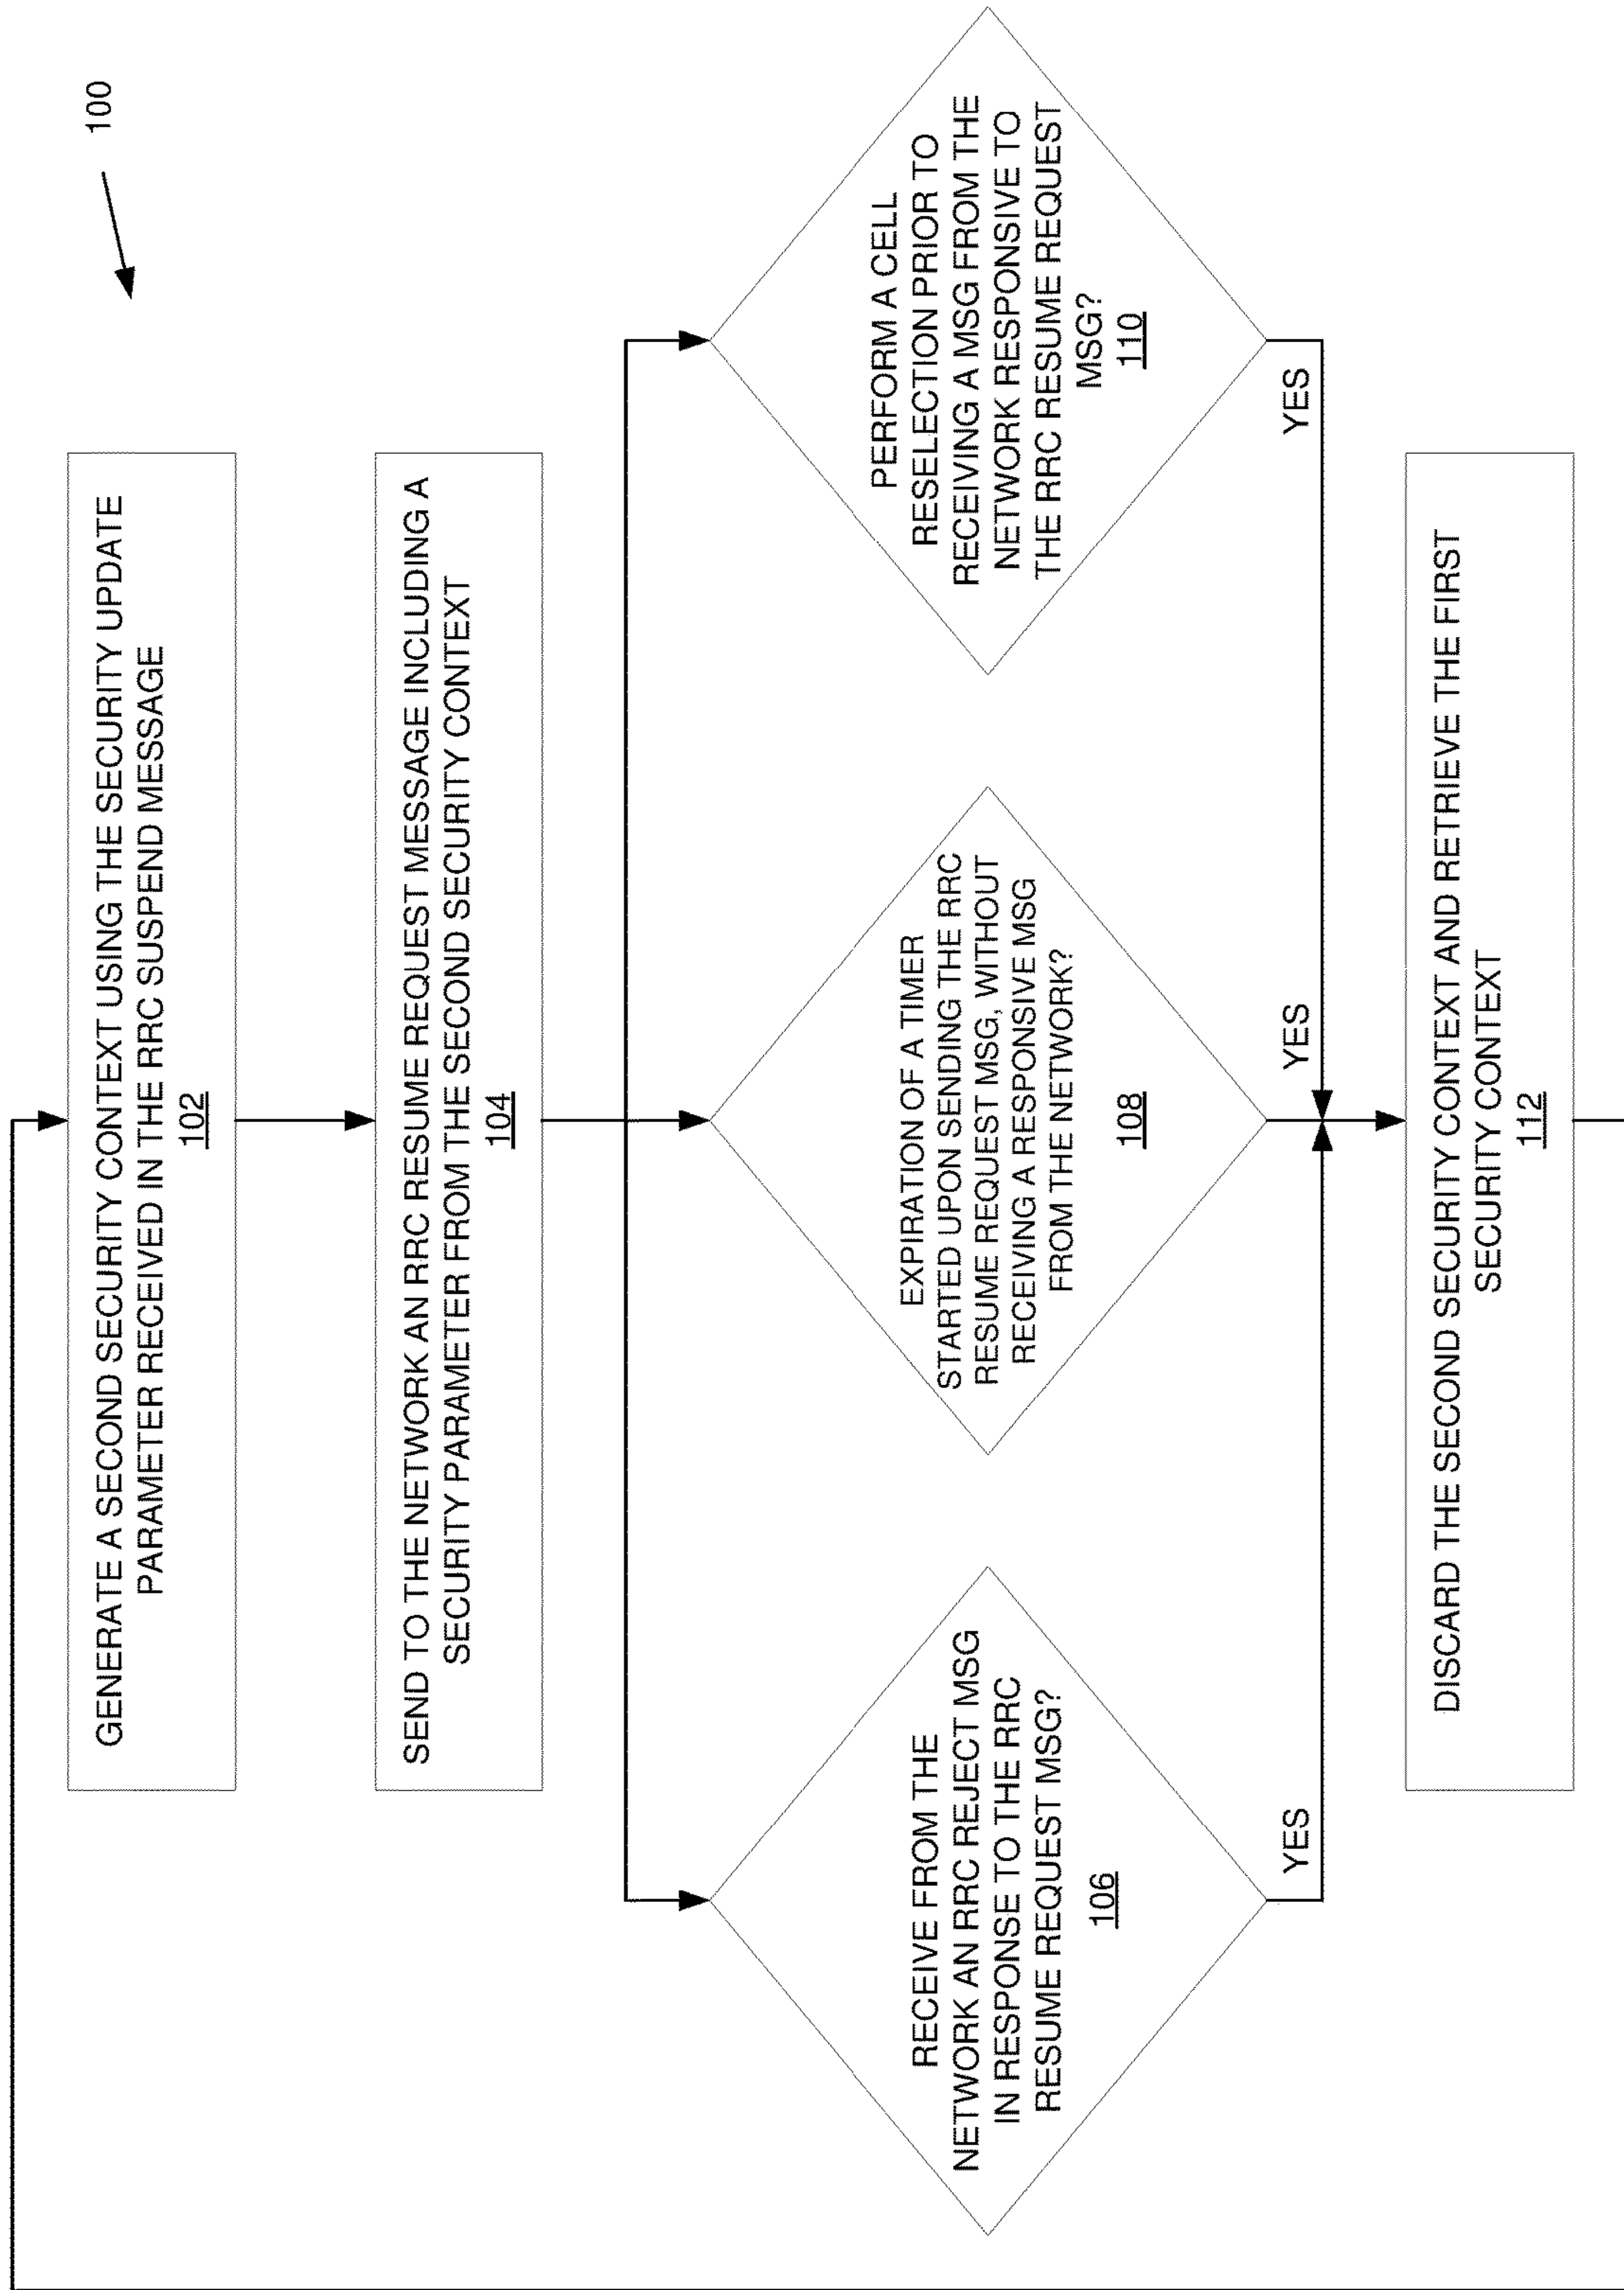 100
GENERATE A SECOND SECURITY CONTEXT USING THE SECURITY UPDATE
PARAMETER RECEIVED IN THE RRC SUSPEND MESSAGE
102
SEND TO THE NETWORK AN RRC RESUME REQUEST MESSAGE INCLUDING A
SECURITY PARAMETER FROM THE SECOND SECURITY CONTEXT
104
RECEIVE FROM THE
NETWORK AN RRC REJECT MSG
IN RESPONSE TO THE RRC
RESUME REQUEST MSG?
106
YES
EXPIRATION OF A TIMER
STARTED UPON SENDING THE RRC
RESUME REQUEST MSG, WITHOUT
RECEIVING A RESPONSIVE MSG
FROM THE NETWORK?
108
YES
PERFORM A CELL
RESELECTION PRIOR TO
RECEIVING A MSG FROM THE
NETWORK RESPONSIVE TO
THE RRC RESUME REQUEST
MSG?
110
YES
DISCARD THE SECOND SECURITY CONTEXT AND RETRIEVE THE FIRST
SECURITY CONTEXT
112